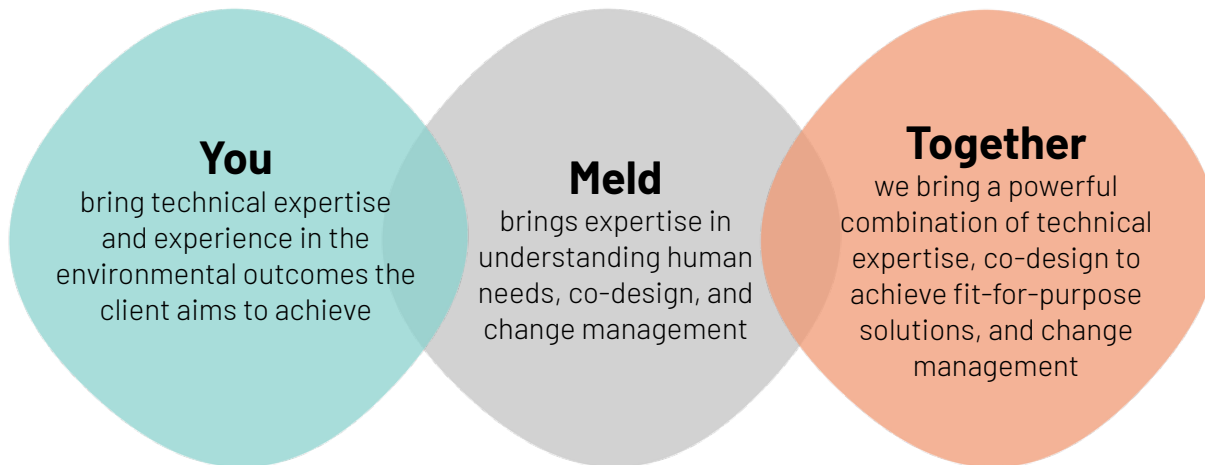 You
bring technical expertise
and experience in the
environmental outcomes the
client aims to achieve
Meld
brings expertise in
understanding human
needs, co-design, and
change management
Together
we bring a powerful
combination of technical
expertise, co-design to
achieve fit-for-purpose
solutions, and change
management